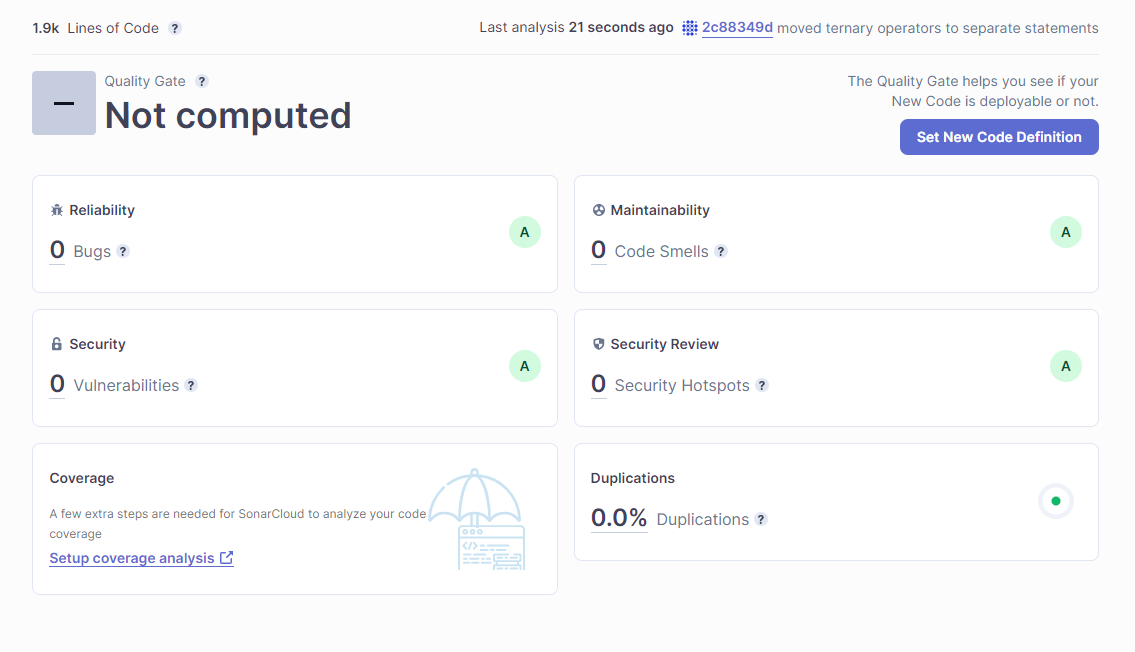 1.9k Lines of Code ?
Last analysis 21 seconds ago 2c88349d moved ternary operators to separate statements
Quality Gate ?
Not computed
The Quality Gate helps you see if your
New Code is deployable or not.
Set New Code Definition
Reliability
0 Bugs ?
A
Maintainability
0 Code Smells ?
A
Security
0 Vulnerabilities ?
A
Security Review
0 Security Hotspots ?
A
Coverage
A few extra steps are needed for SonarCloud to analyze your code
coverage
Setup coverage analysis
</>
Duplications
0.0% Duplications ?